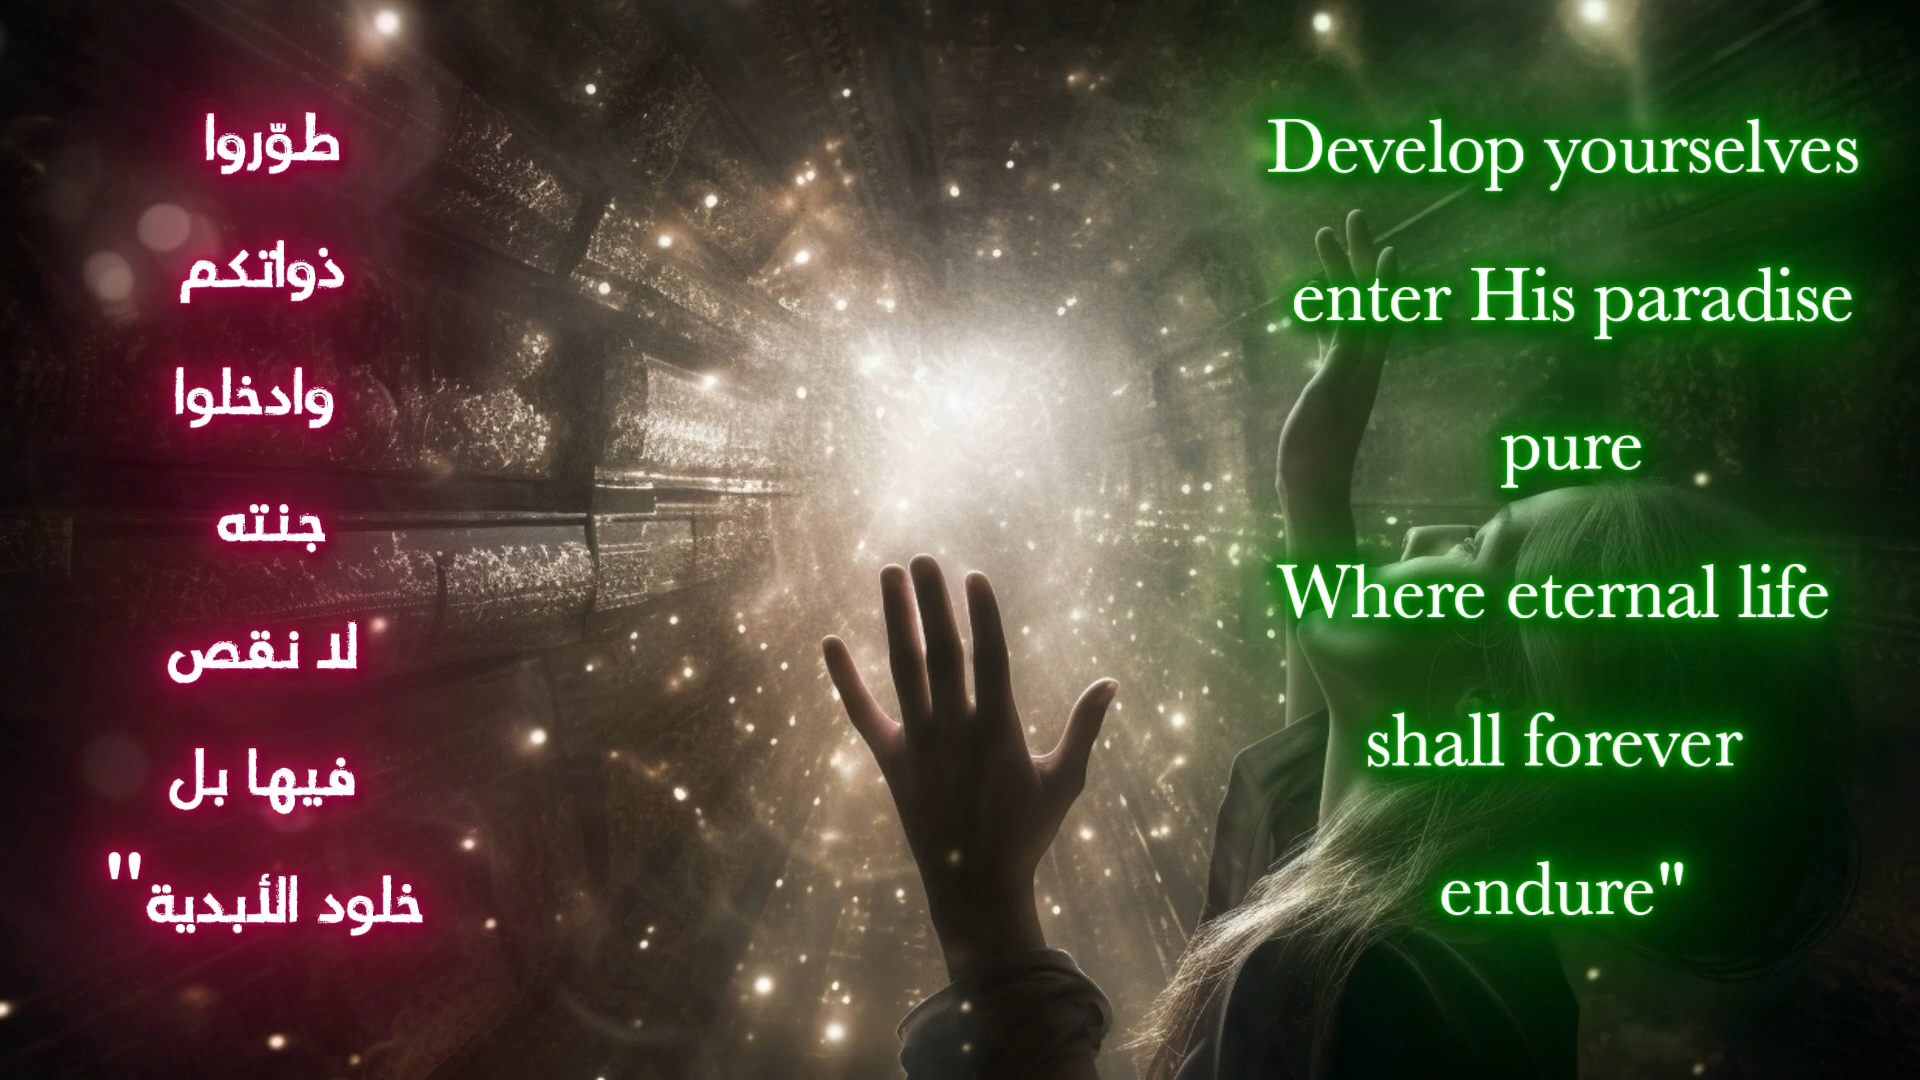 طوّروا
ذواتكم
وادخلوا
جنته
لا نقص
فيها بل
خلود الأبدية"
Develop yourselves
enter His paradise
pure
Where eternal life
shall forever
endure"